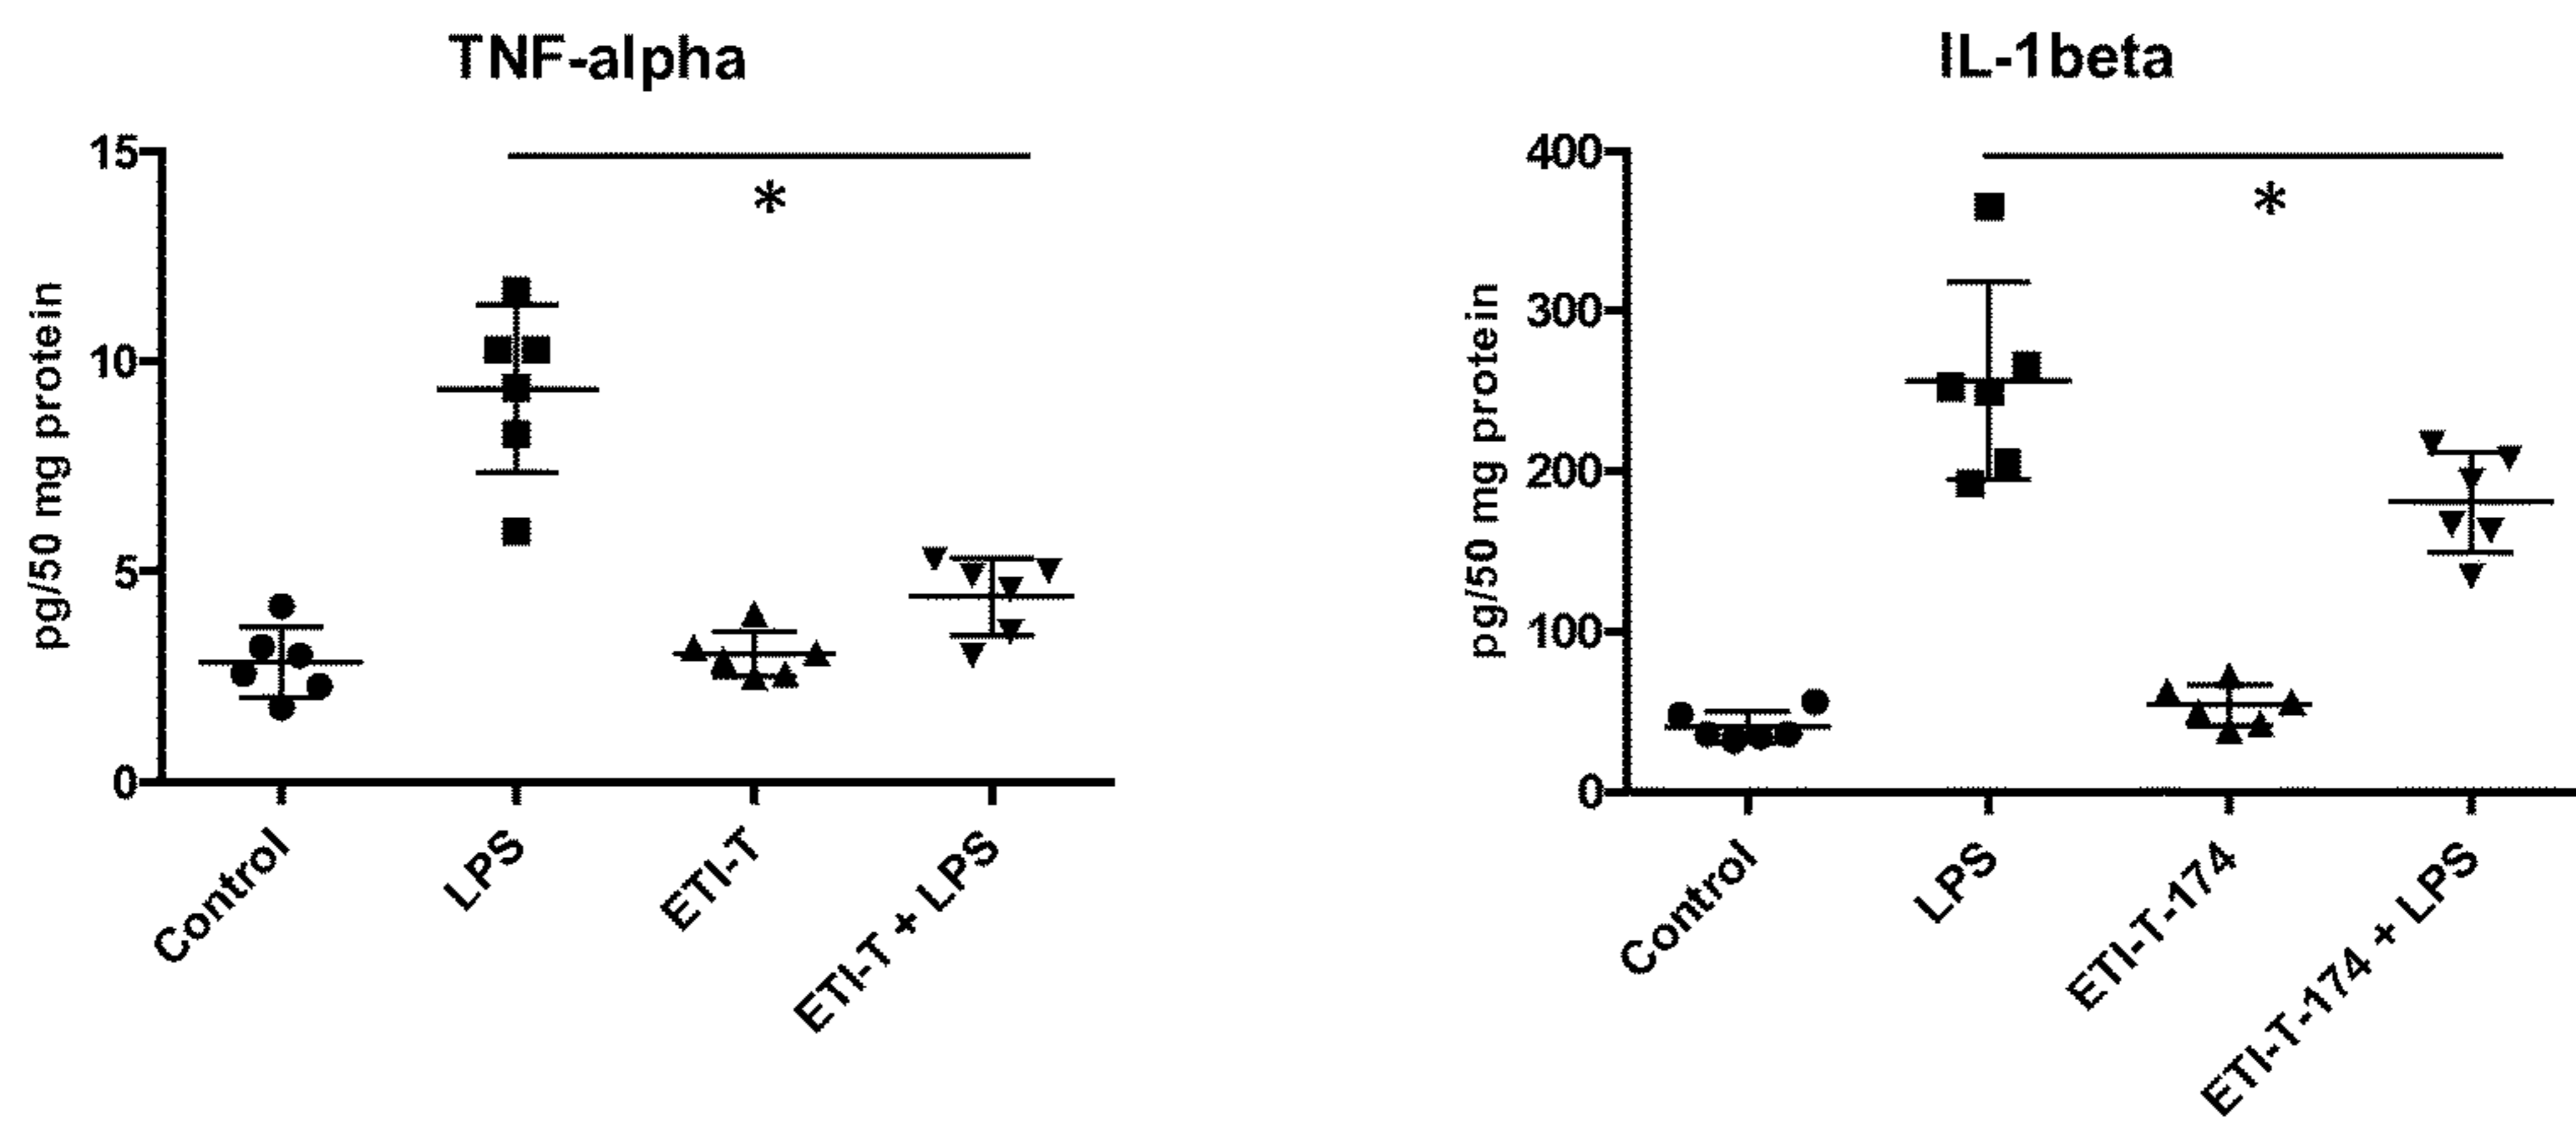 TNF-alpha
pg/50 mg protein
15
10
5
0
*
Control
LPS
ETI-T
ETI-T + LPS
IL-1beta
pg/50 mg protein
400
300
200
100
0
*
Control
LPS
ETI-T-174
ETI-T-174 + LPS